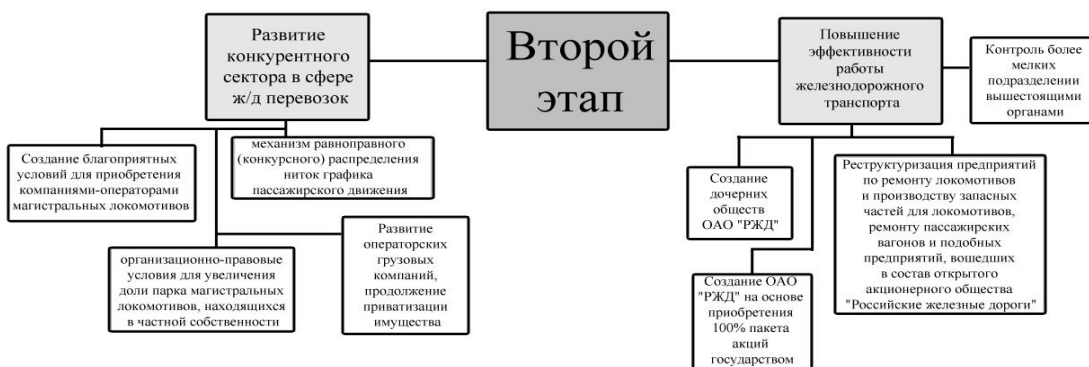 Второй
этап
Развитие
конкурентного
сектора в сфере
ж/д перевозок
Создание благоприятных
условий для приобретения
компаниями-операторами
магистральных локомотивов
механизм равноправного
(конкурсного) распределения
ниток графика
пассажирского движения
организационно-правовые
условия для увеличения
доли парка магистральных
локомотивов, находящихся
в частной собственности
Развитие
операторских
грузовых
компаний,
продолжение
приватизации
имущества
Повышение
эффективности
работы
железнодорожного
транспорта
Контроль более
мелких
подразделении
вышестоящими
органами
Создание
дочерних
обществ
ОАО "РЖД"
Создание ОАО
"РЖД" на основе
приобретения
100% пакета
акций
государством
Реструктуризация предприятий
по ремонту локомотивов
и производству запасных
частей для локомотивов,
ремонту пассажирских
вагонов и подобных
предприятий, вошедших
в состав открытого
акционерного общества
"Российские железные дороги"